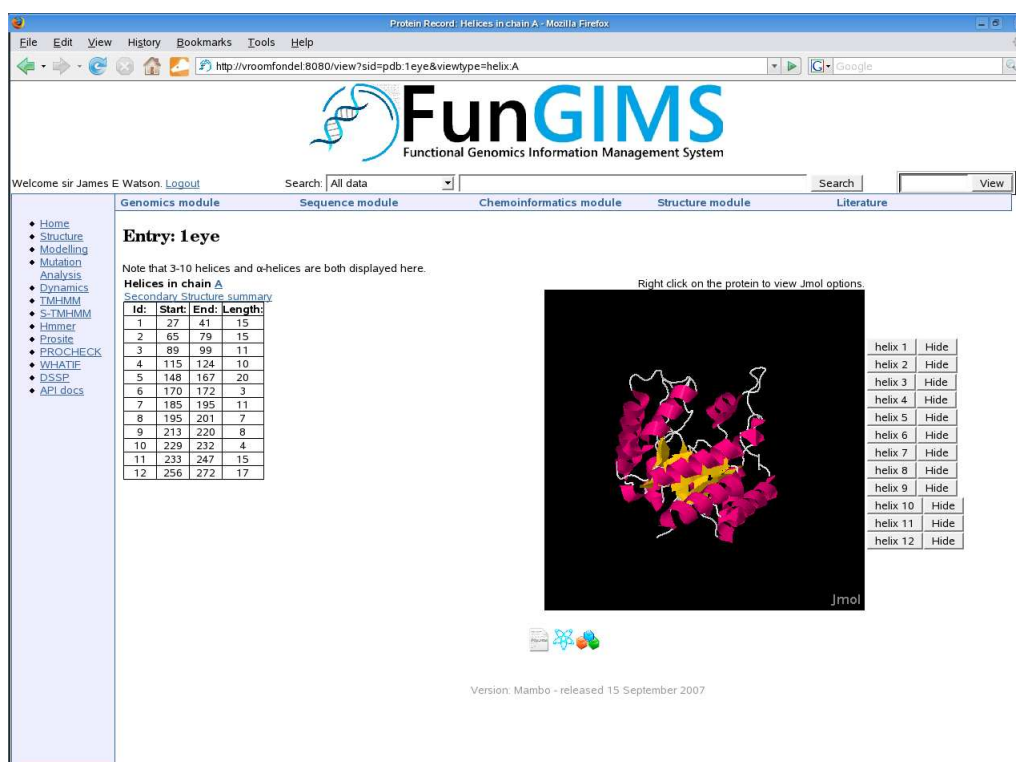 Protein Record: Helices in chain A - Mozilla Firefox
File Edit View History Bookmarks Tools Help
http://vroomfondel:8080/view?sid=pdb:1eye&viewtype=helix:A
G Google
FunGIMS
Functional Genomics Information Management System
Welcome sir James E Watson. Logout Search: All data Search View
Genomics module Sequence module Chemoinformatics module Structure module Literature
Home
Structure
Modelling
Mutation
Analysis
Dynamics
TMHMM
S-TMHMM
Hmmer
Prosite
PROCHECK
WHATIF
DSSP
API docs
Entry: 1eye
Note that 3-10 helices and α-helices are both displayed here.
Helices in chain A
Secondary Structure summary
Id: Start: End: Length:
1 27 41 15
2 65 79 15
3 89 99 11
4 115 124 10
5 148 167 20
6 170 172 3
7 185 195 11
8 195 201 7
9 213 220 8
10 229 232 4
11 233 247 15
12 256 272 17
Right click on the protein to view Jmol options.
Jmol
helix 1 Hide
helix 2 Hide
helix 3 Hide
helix 4 Hide
helix 5 Hide
helix 6 Hide
helix 7 Hide
helix 8 Hide
helix 9 Hide
helix 10 Hide
helix 11 Hide
helix 12 Hide
Version: Mambo - released 15 September 2007